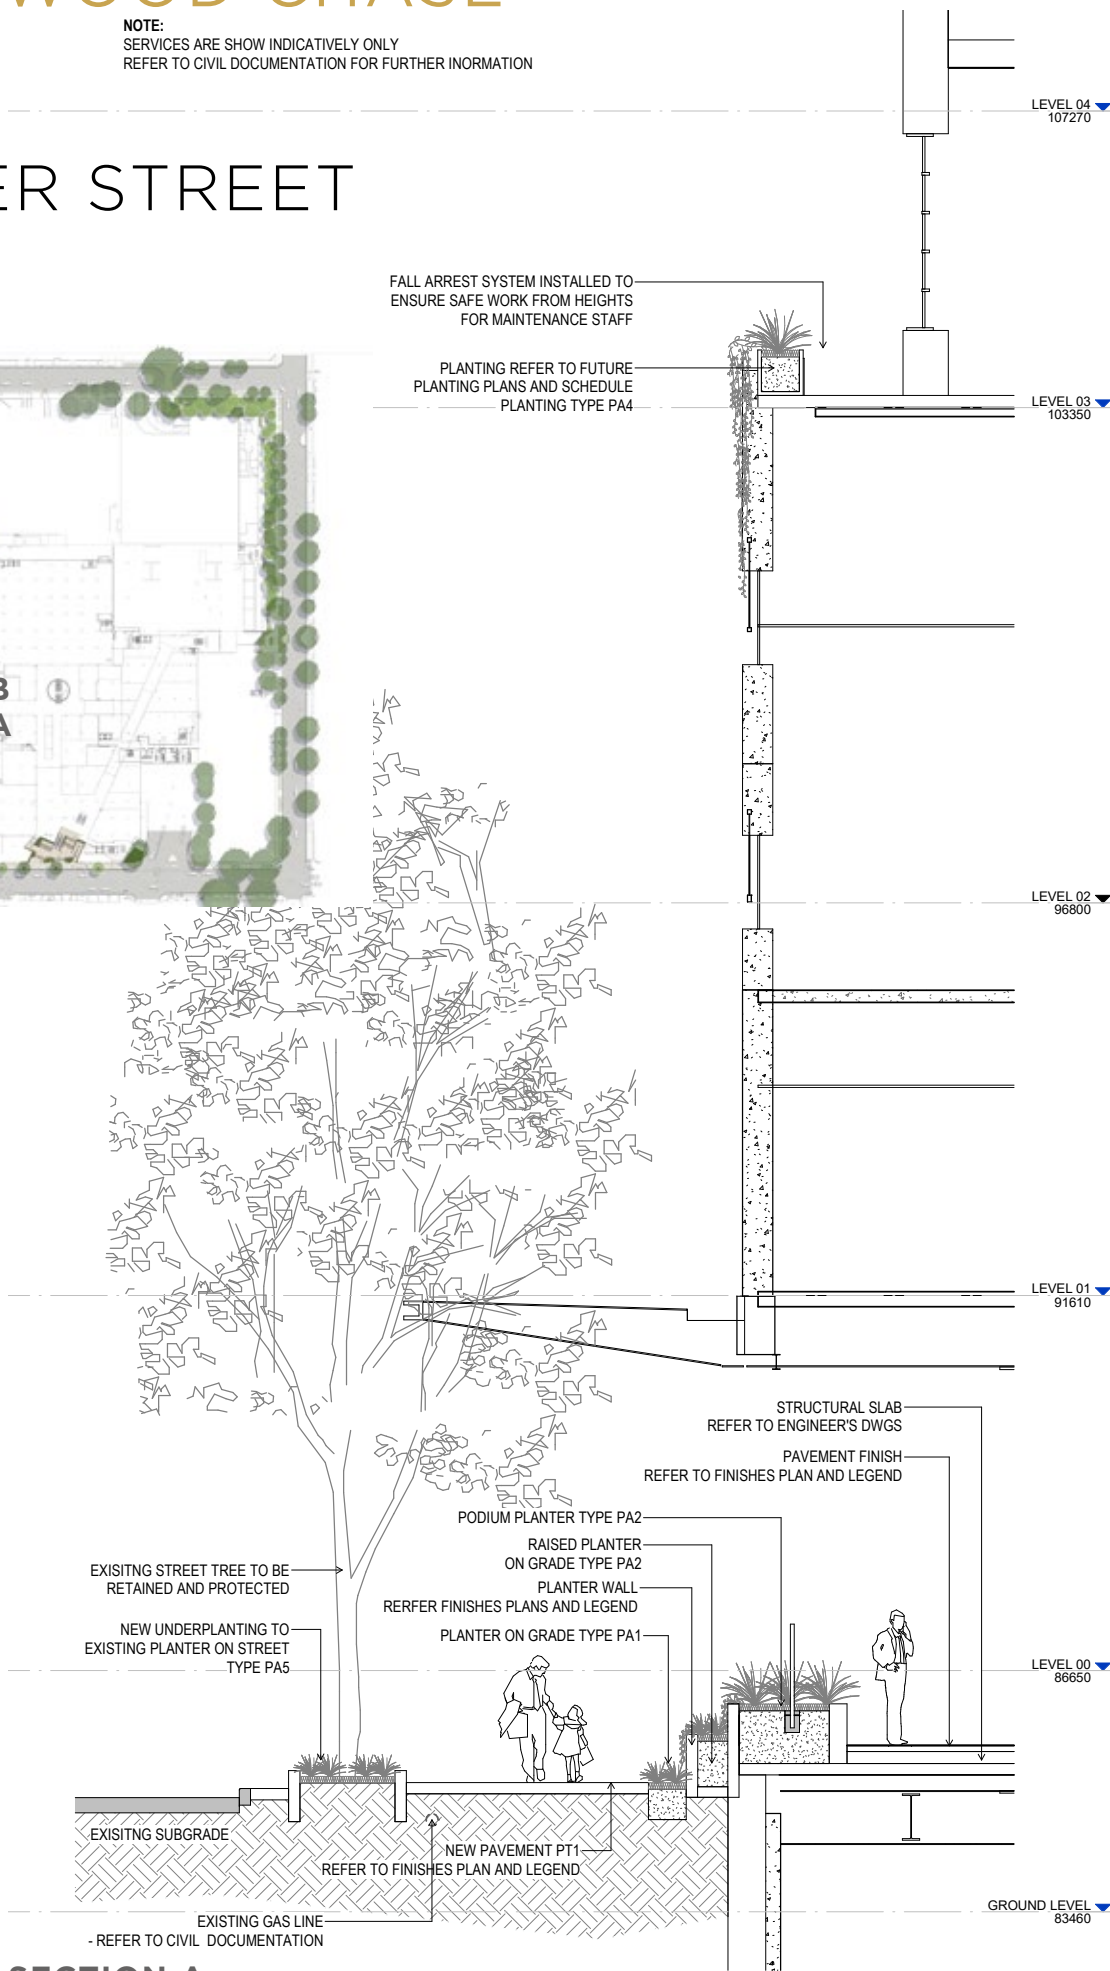 WOOD CHASE
NOTE:
SERVICES ARE SHOW INDICATIVELY ONLY
REFER TO CIVIL DOCUMENTATION FOR FURTHER INORMATION
LEVEL 04
107270
ER STREET
FALL ARREST SYSTEM INSTALLED TO
ENSURE SAFE WORK FROM HEIGHTS
FOR MAINTENANCE STAFF
PLANTING REFER TO FUTURE
PLANTING PLANS AND SCHEDULE
PLANTING TYPE PA4
LEVEL 03
103350
B
A
LEVEL 02
96800
LEVEL 01
91610
STRUCTURAL SLAB
REFER TO ENGINEER'S DWGS
PAVEMENT FINISH
REFER TO FINISHES PLAN AND LEGEND
PODIUM PLANTER TYPE PA2
RAISED PLANTER
ON GRADE TYPE PA2
PLANTER WALL
RERFER FINISHES PLANS AND LEGEND
PLANTER ON GRADE TYPE PA1
EXISITNG STREET TREE TO BE
RETAINED AND PROTECTED
NEW UNDERPLANTING TO
EXISTING PLANTER ON STREET
TYPE PA5
LEVEL 00
86650
EXISITNG SUBGRADE
NEW PAVEMENT PT1
REFER TO FINISHES PLAN AND LEGEND
EXISTING GAS LINE
- REFER TO CIVIL DOCUMENTATION
GROUND LEVEL
83460
SECTION A